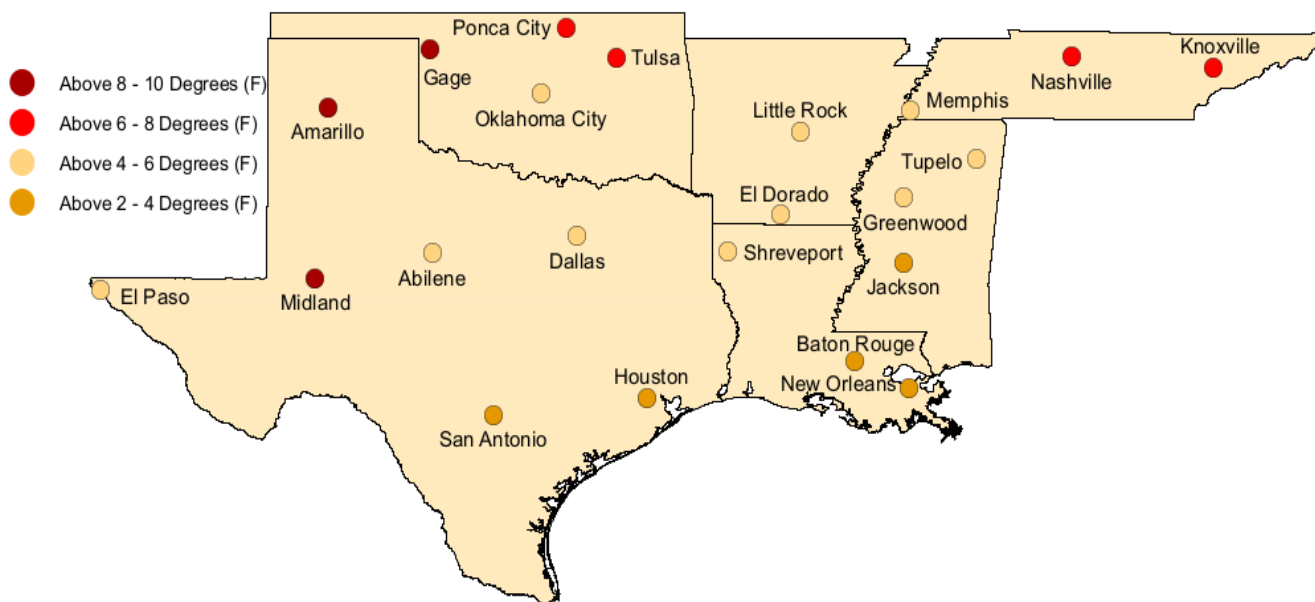 Above 8 - 10 Degrees (F)
Above 6 - 8 Degrees (F)
Above 4 - 6 Degrees (F)
Above 2 - 4 Degrees (F)
Ponca City
Gage
Tulsa
Oklahoma City
Amarillo
Knoxville
Nashville
Memphis
Little Rock
Tupelo
El Dorado
Greenwood
Shreveport
Jackson
Dallas
Abilene
El Paso
Midland
Baton Rouge
New Orleans
Houston
San Antonio